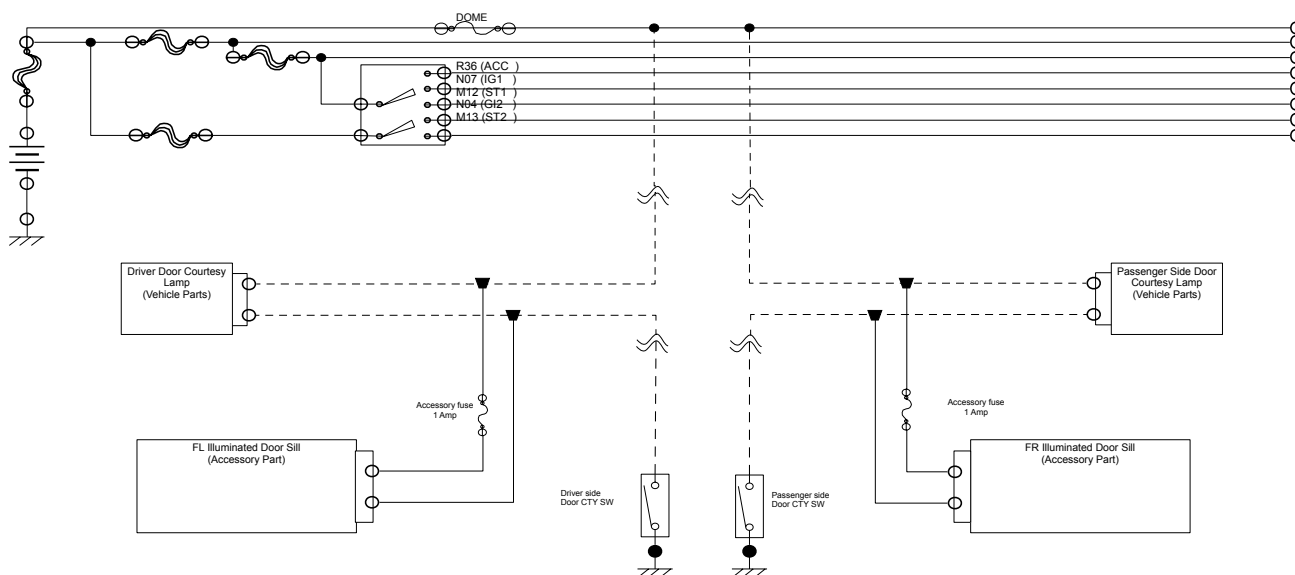 DOME
R36 (ACC )
N07 (IG1 )
M12 (ST1 )
N04 (GI2 )
M13 (ST2 )
Driver Door Courtesy
Lamp
(Vehicle Parts)
Passenger Side Door
Courtesy Lamp
(Vehicle Parts)
Accessory fuse
1 Amp
Accessory fuse
1 Amp
FL Illuminated Door Sill
(Accessory Part)
FR Illuminated Door Sill
(Accessory Part)
Driver side
Door CTY SW
Passenger side
Door CTY SW